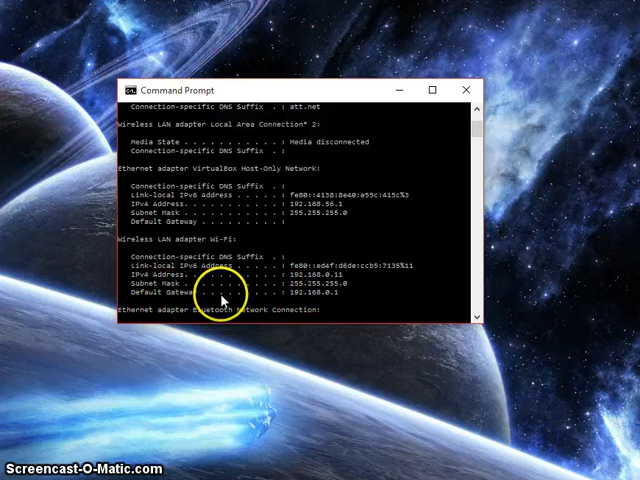 Command Prompt
Connection-specific DNS Suffix . : att.net
Wireless LAN adapter Local Area Connection* 2:
Media State . . . . . . . . . . . : Media disconnected
Connection-specific DNS Suffix . :
Ethernet adapter VirtualBox Host-Only Network:
Connection-specific DNS Suffix . :
Link-local IPv6 Address . . . . . : fe80::4138:8e40:e55c:415c%3
IPv4 Address. . . . . . . . . . . : 192.168.56.1
Subnet Mask . . . . . . . . . . . : 255.255.255.0
Default Gateway . . . . . . . . . :
Wireless LAN adapter Wi-Fi:
Connection-specific DNS Suffix . :
Link-local IPv6 Address . . . . . : fe80::ed4f:d6de:ccb5:7135%11
IPv4 Address. . . . . . . . . . . : 192.168.0.11
Subnet Mask . . . . . . . . . . . : 255.255.255.0
Default Gateway . . . . . . . . . : 192.168.0.1
Ethernet adapter Bluetooth Network Connection:
Screencast-O-Matic.com